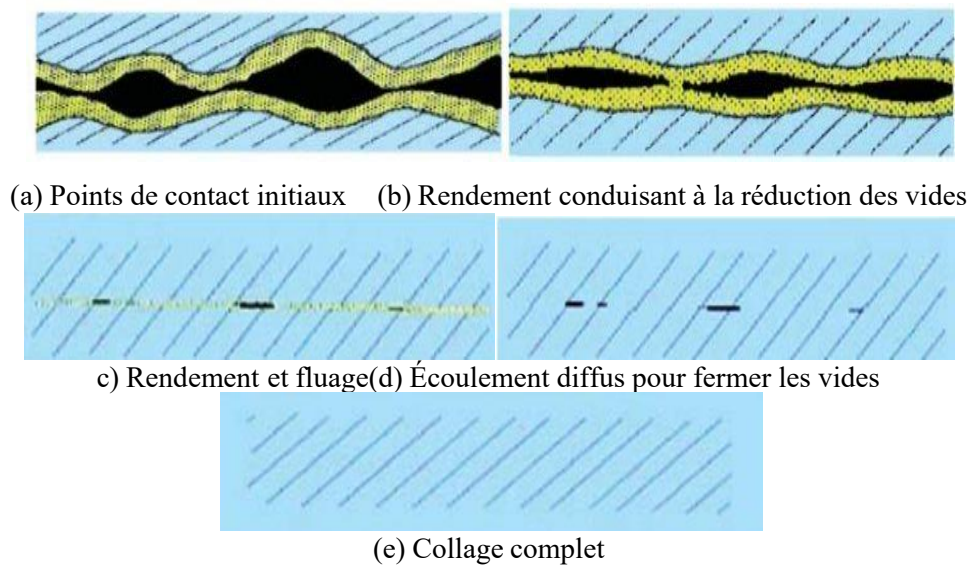 (a) Points de contact initiaux (b) Rendement conduisant à la réduction des vides
c) Rendement et fluage(d) Écoulement diffus pour fermer les vides
(e) Collage complet